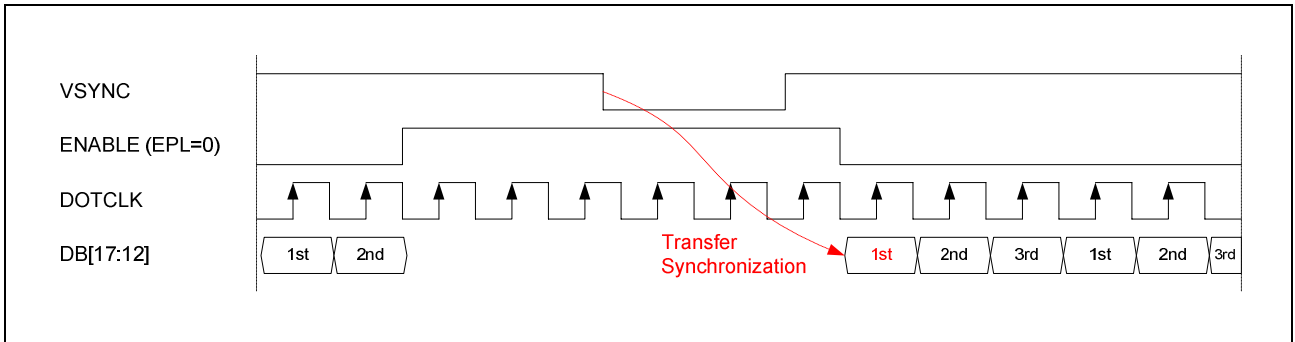 VSYNC
ENABLE (EPL=0)
DOTCLK
DB[17:12]
1st 2nd
Transfer
Synchronization
1st 2nd 3rd 1st 2nd 3rd